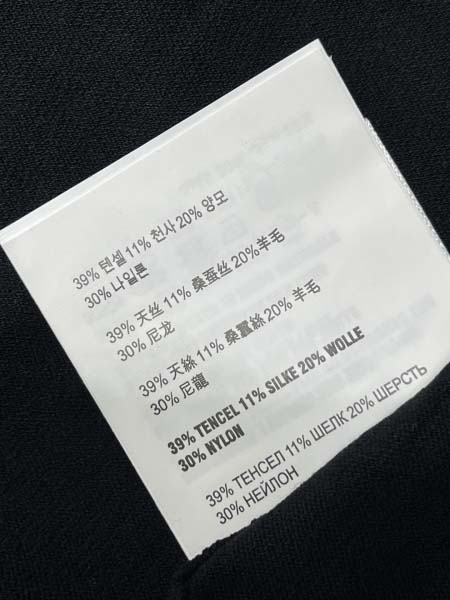 39% 텐셀 11% 천사 20% 양모
30% 나일론
39% 天丝 11% 桑蚕丝 20%羊毛
30% 尼龙
39% 天絲 11% 桑蠶絲 20% 羊毛
30% 尼龍
39% TENCEL 11% SILKE 20% WOLLE
30% NYLON
39% ТЕНСЕЛ 11% ШЕЛК 20% ШЕРСТЬ
30% НЕЙЛОН